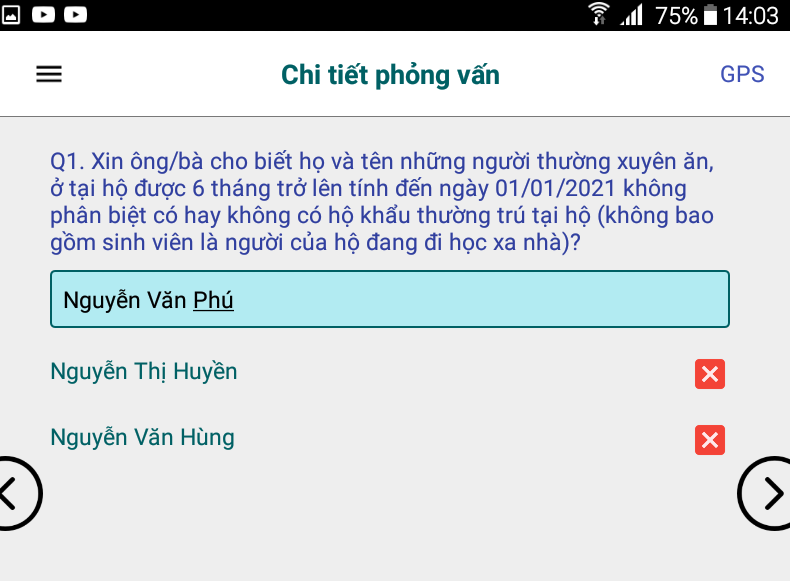 75% 14:03
Chi tiết phỏng vấn GPS
Q1. Xin ông/bà cho biết họ và tên những người thường xuyên ăn,
ở tại hộ được 6 tháng trở lên tính đến ngày 01/01/2021 không
phân biệt có hay không có hộ khẩu thường trú tại hộ (không bao
gồm sinh viên là người của hộ đang đi học xa nhà)?
Nguyễn Văn Phú
Nguyễn Thị Huyền
Nguyễn Văn Hùng